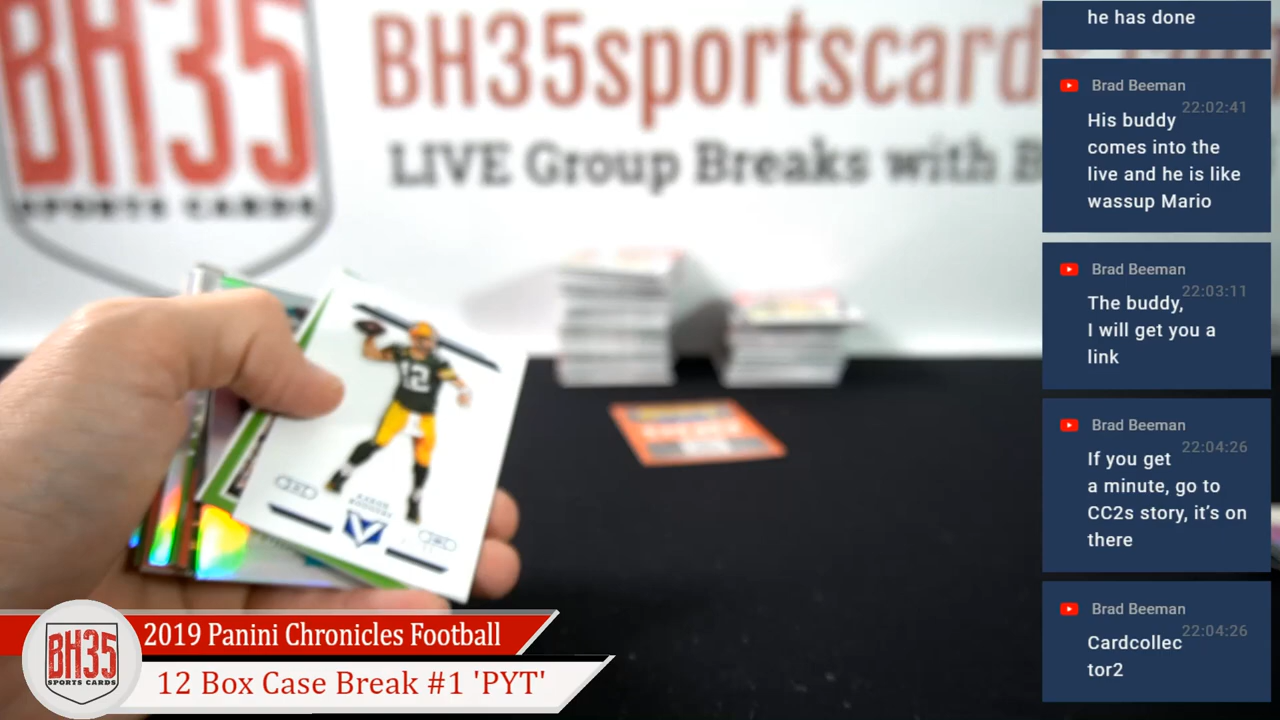 BH35
SPORTS CARDS
BH35sportscard
LIVE Group Breaks with B
12
AARON
RODGERS
he has done
Brad Beeman
22:02:41
His buddy
comes into the
live and he is like
wassup Mario
Brad Beeman
22:03:11
The buddy,
I will get you a
link
Brad Beeman
22:04:26
If you get
a minute, go to
CC2s story, it’s on
there
Brad Beeman
22:04:26
Cardcollec
tor2
BH35
SPORTS CARDS
2019 Panini Chronicles Football
12 Box Case Break #1 'PYT'